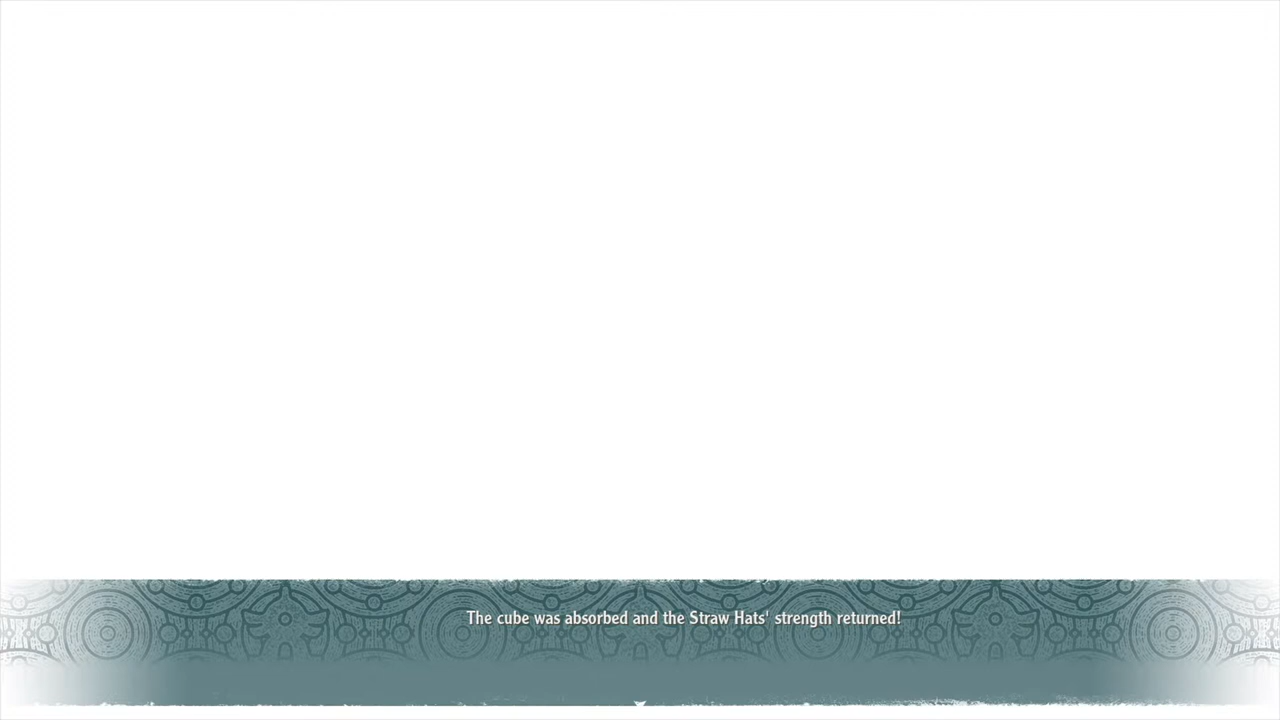 The cube was absorbed and the Straw Hats' strength returned!